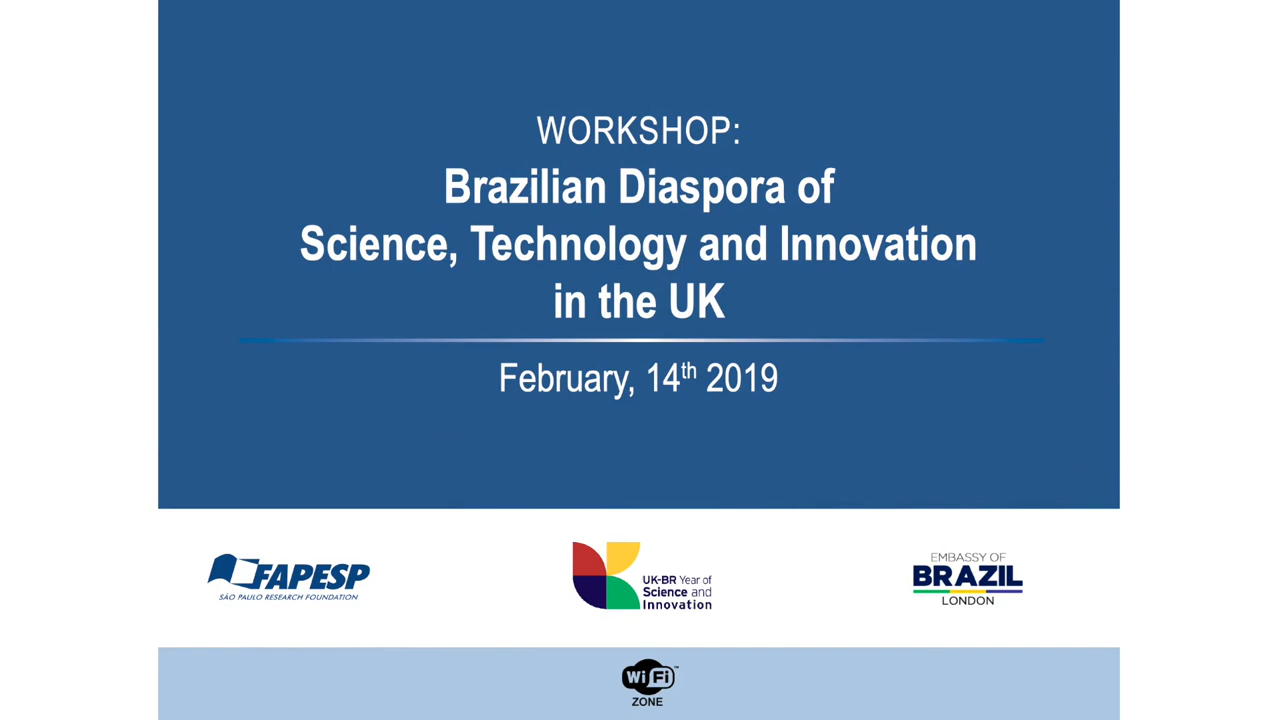 WORKSHOP:
Brazilian Diaspora of
Science, Technology and Innovation
in the UK
February, 14th 2019
FAPESP
SÃO PAULO RESEARCH FOUNDATION
UK-BR Year of
Science and
Innovation
EMBASSY OF
BRAZIL
LONDON
Wi Fi™
ZONE